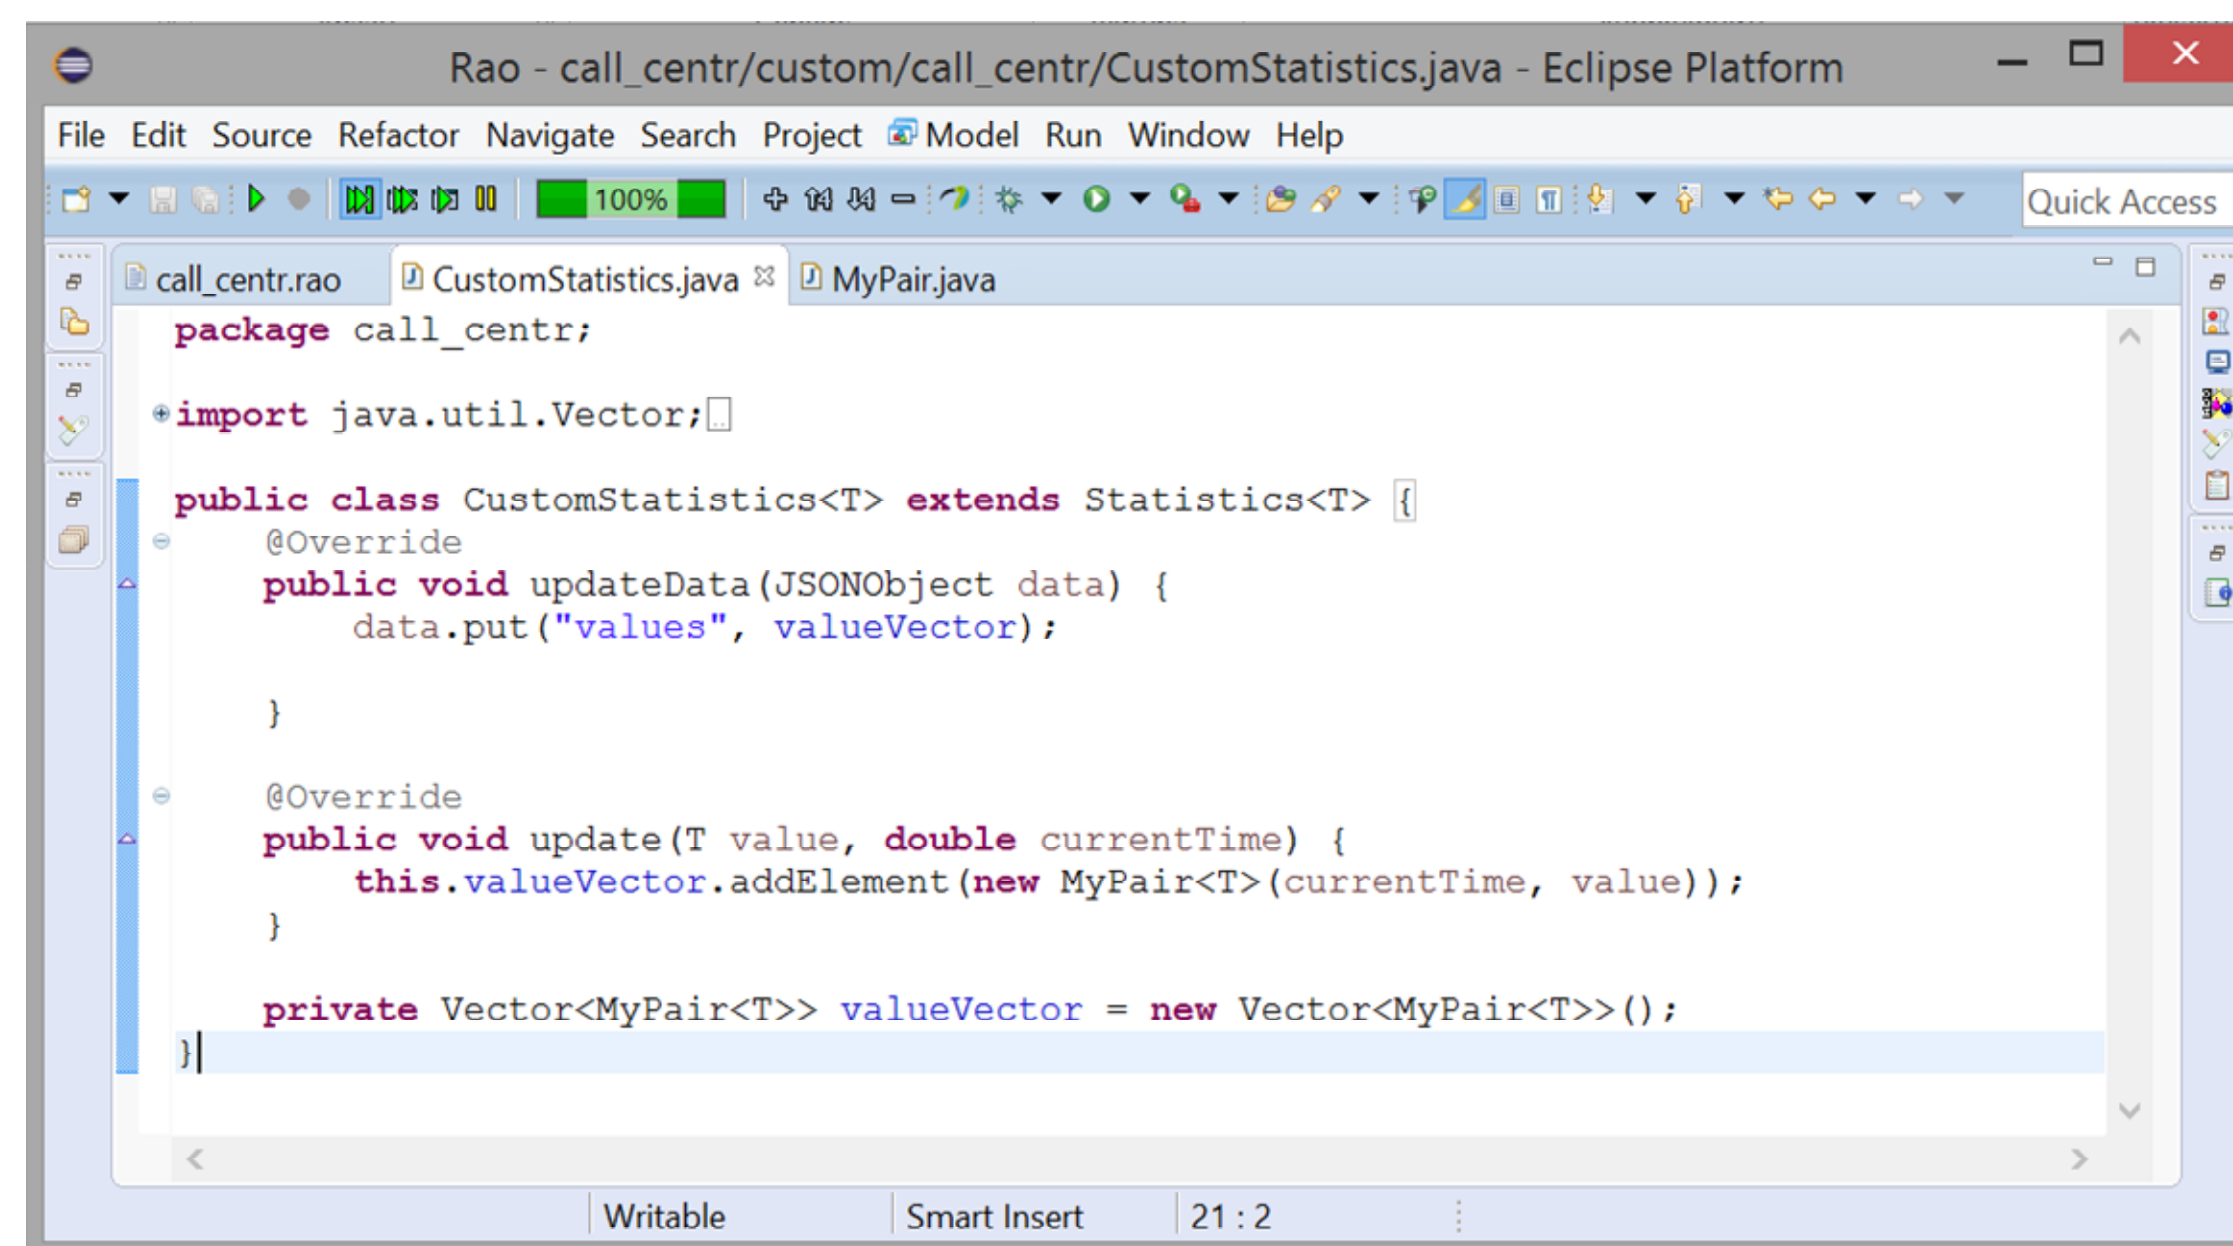 Rao - call_centr/custom/call_centr/CustomStatistics.java - Eclipse Platform
File Edit Source Refactor Navigate Search Project Model Run Window Help
100%
Quick Access
call_centr.rao CustomStatistics.java MyPair.java
package call_centr;
import java.util.Vector;
public class CustomStatistics<T> extends Statistics<T> {
@Override
public void updateData(JSONObject data) {
data.put("values", valueVector);
}
@Override
public void update(T value, double currentTime) {
this.valueVector.addElement(new MyPair<T>(currentTime, value));
}
private Vector<MyPair<T>> valueVector = new Vector<MyPair<T>>();
}
Writable Smart Insert 21 : 2